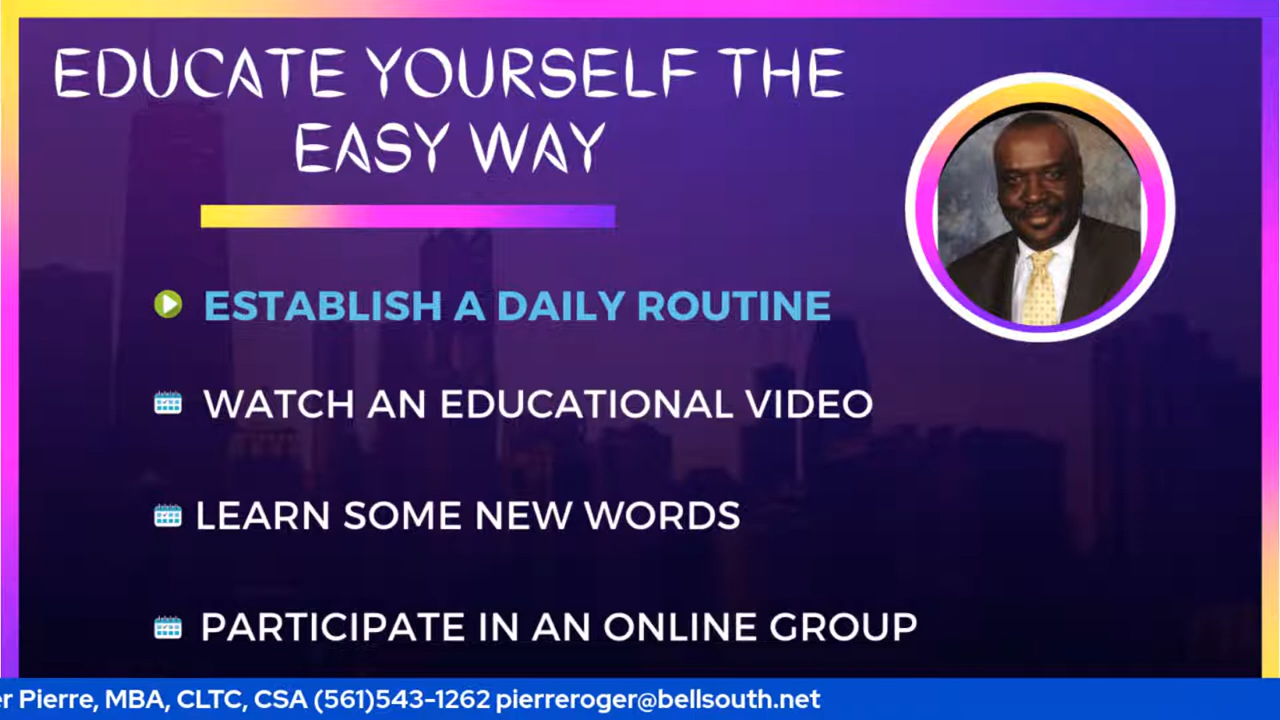 EDUCATE YOURSELF THE
EASY WAY
ESTABLISH A DAILY ROUTINE
WATCH AN EDUCATIONAL VIDEO
LEARN SOME NEW WORDS
PARTICIPATE IN AN ONLINE GROUP
er Pierre, MBA, CLTC, CSA (561)543-1262 pierreroger@bellsouth.net